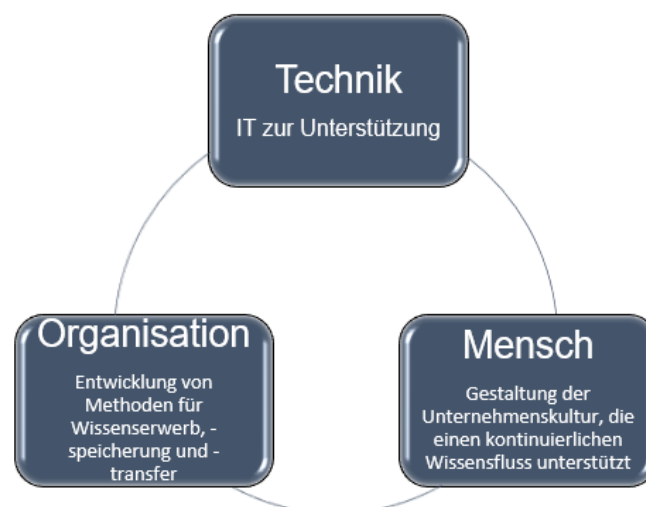 Technik
IT zur Unterstützung
Organisation
Entwicklung von
Methoden für
Wissenserwerb, -
speicherung und -
transfer
Mensch
Gestaltung der
Unternehmenskultur, die
einen kontinuierlichen
Wissensfluss unterstützt